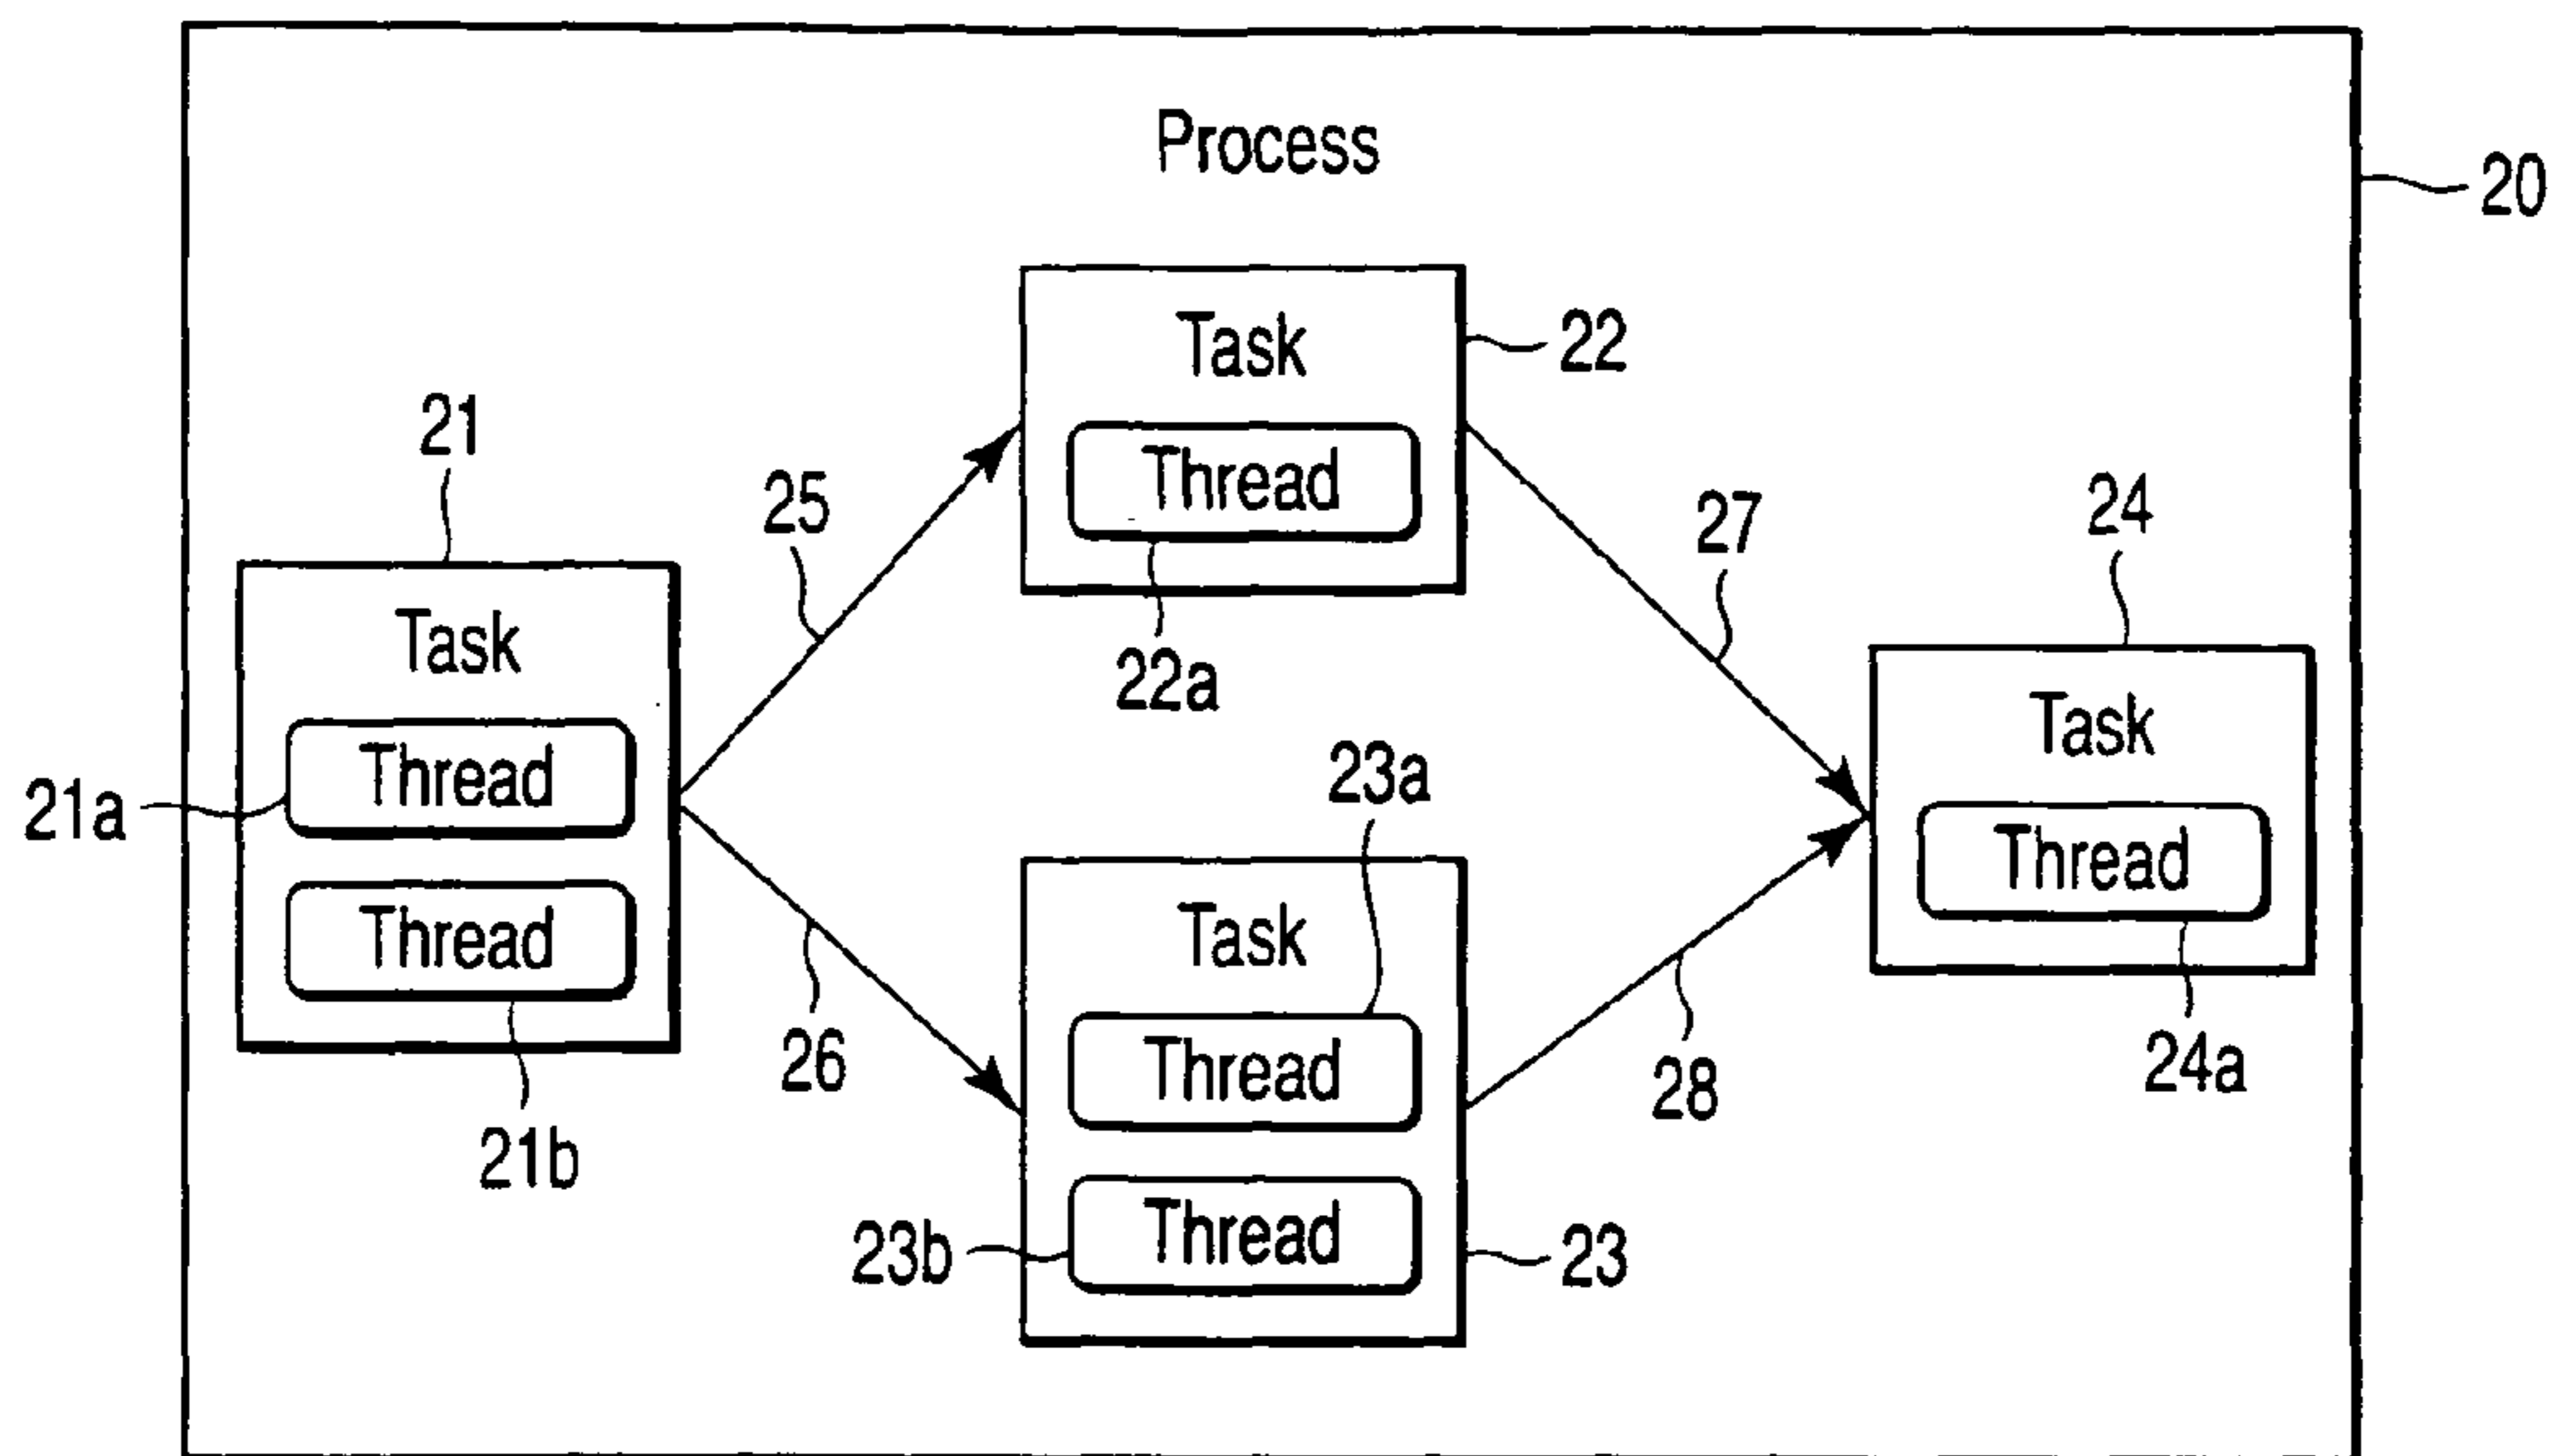 Process
20
Task
22
21
Thread
25
27
24
Task
22a
Task
Thread
23a
21a
Thread
Task
Thread
Thread
26
Thread
28
24a
21b
23b
Thread
23